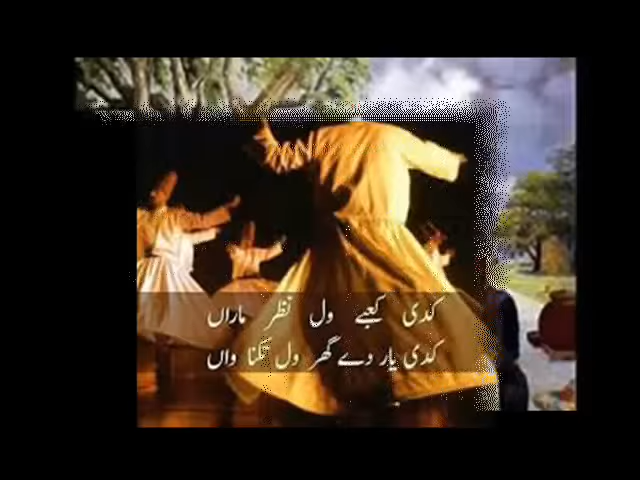 کدی کعبے ول نظر ماراں
کدی یار دے گھر ول تکنا واں